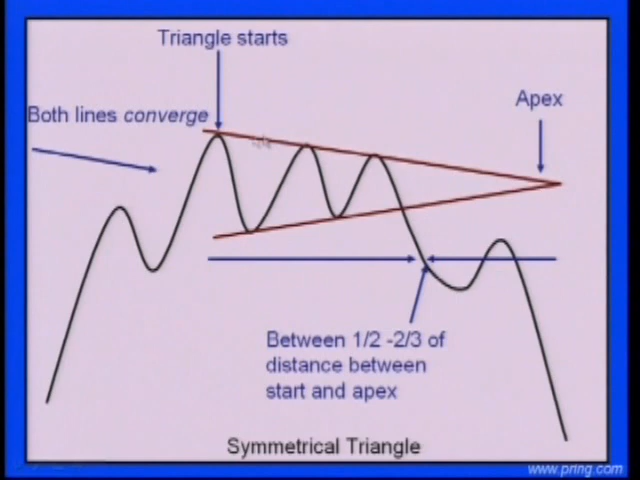 Triangle starts
Apex
Both lines converge
Between 1/2 -2/3 of
distance between
start and apex
Symmetrical Triangle
www.pring.com